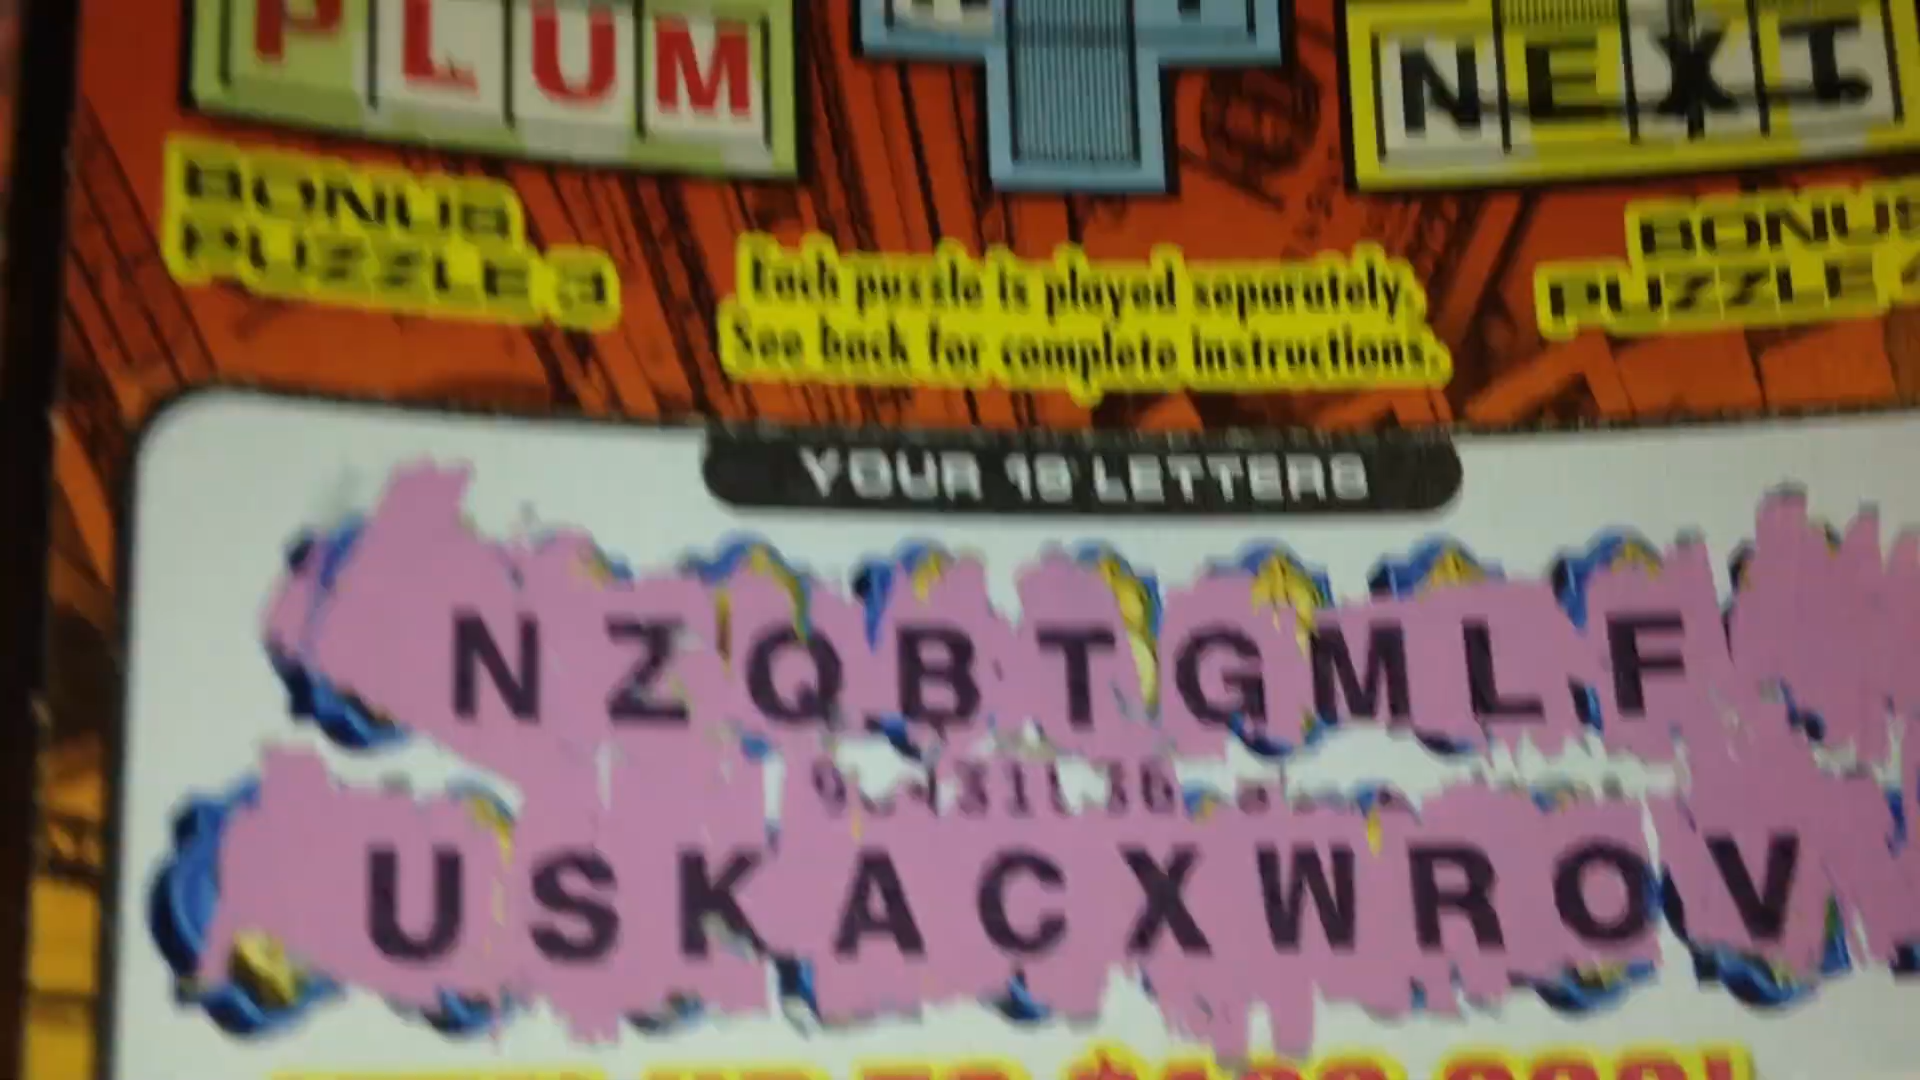 PLUM
NEXT
BONUS
PUZZLE 3
Each puzzle is played separately.
See back for complete instructions.
BONUS
PUZZLE
YOUR 18 LETTERS
N Z Q B T G M L F
U S K A C X W R O V